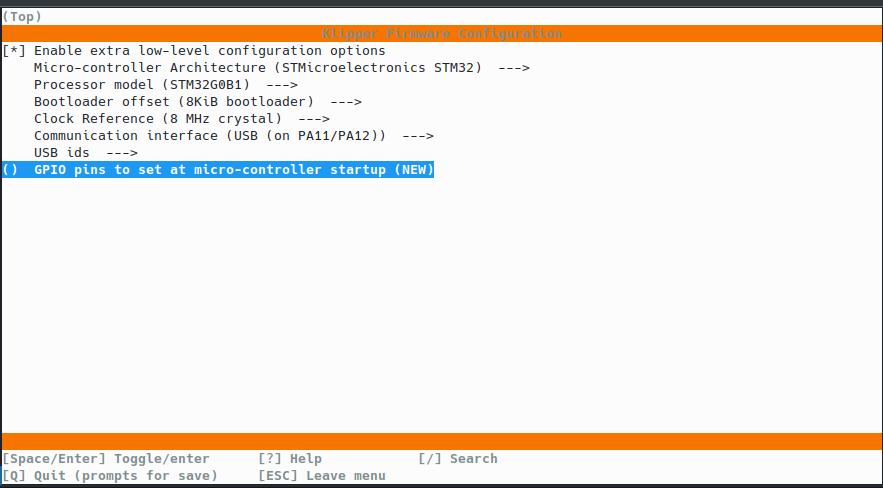 (Top)
Klipper Firmware Configuration
[*] Enable extra low-level configuration options
Micro-controller Architecture (STMicroelectronics STM32)  --->
Processor model (STM32G0B1)  --->
Bootloader offset (8KiB bootloader)  --->
Clock Reference (8 MHz crystal)  --->
Communication interface (USB (on PA11/PA12))  --->
USB ids  --->
()  GPIO pins to set at micro-controller startup (NEW)
[Space/Enter] Toggle/enter      [?] Help            [/] Search
[Q] Quit (prompts for save)     [ESC] Leave menu